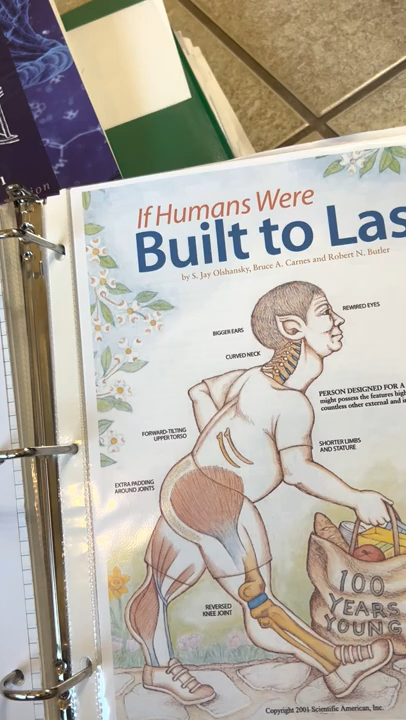 If Humans Were
Built to Las
by S. Jay Olshansky, Bruce A. Carnes and Robert N. Butler
REWIRED EYES
BIGGER EARS
CURVED NECK
PERSON DESIGNED FOR A
might possess the features hig
countless other external and i
FORWARD-TILTING
UPPER TORSO
SHORTER LIMBS
AND STATURE
EXTRA PADDING
AROUND JOINTS
100
YEARS
YOUNG
REVERSED
KNEE JOINT
Copyright 2001 Scientific American, Inc.